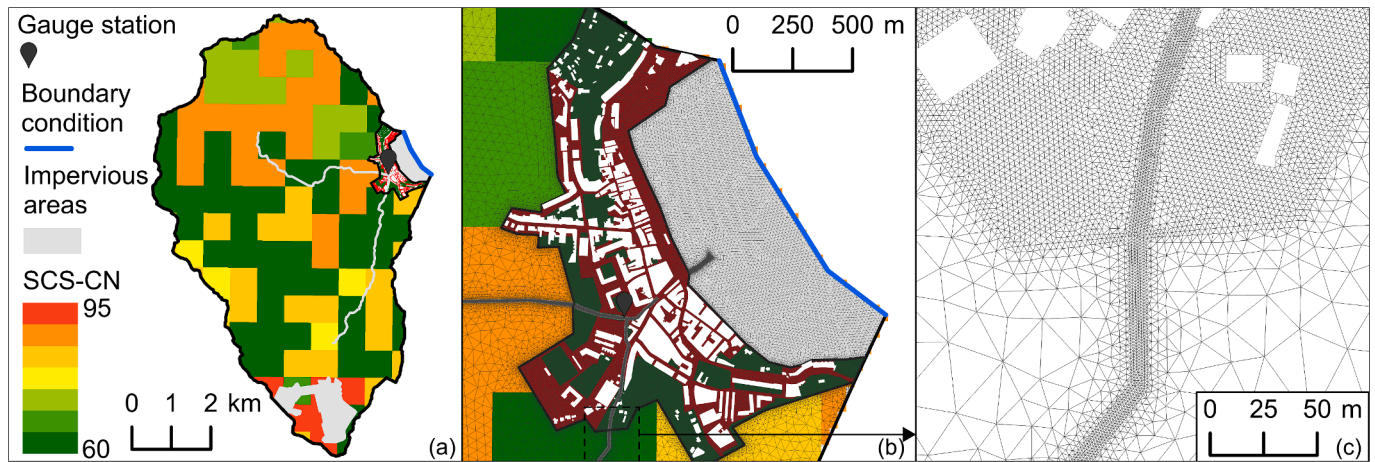 Gauge station
Boundary
condition
Impervious
areas
SCS-CN
95
60
0 1 2 km
(a)
0 250 500 m
(b)
(c)
0 25 50 m